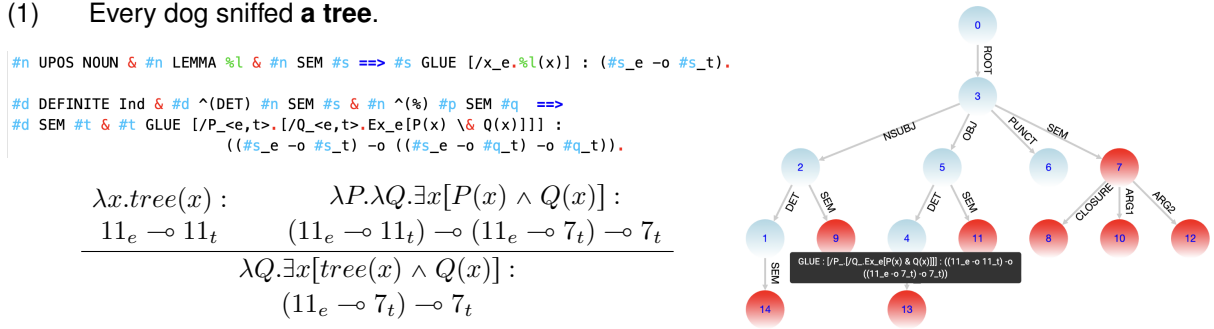 (1) Every dog sniffed a tree.
#n UPOS NOUN & #n LEMMA %l & #n SEM #s ==> #s GLUE [/x_e.%l(x)] : (#s_e -o #s_t).
#d DEFINITE Ind & #d ^(DET) #n SEM #s & #n ^(%) #p SEM #q ==>
#d SEM #t & #t GLUE [/P_<e,t>.[/Q_<e,t>.Ex_e[P(x) \& Q(x)]]] :
((#s_e -o #s_t) -o ((#s_e -o #q_t) -o #q_t)).
λx.tree(x) : λP.λQ.∃x[P(x) ∧ Q(x)] :
11ₑ ⊸ 11ₜ (11ₑ ⊸ 11ₜ) ⊸ (11ₑ ⊸ 7ₜ) ⊸ 7ₜ
λQ.∃x[tree(x) ∧ Q(x)] :
(11ₑ ⊸ 7ₜ) ⊸ 7ₜ
0
ROOT
3
NSUBJ OBJ PUNCT SEM
2 5 6 7
DET SEM DET SEM CLOSURE ARG1 ARG2
1 9 4 11 8 10 12
SEM
GLUE : [/P_.[/Q_.Ex_e[P(x) & Q(x)]]] : ((11_e -o 11_t) -o
((11_e -o 7_t) -o 7_t))
14 13